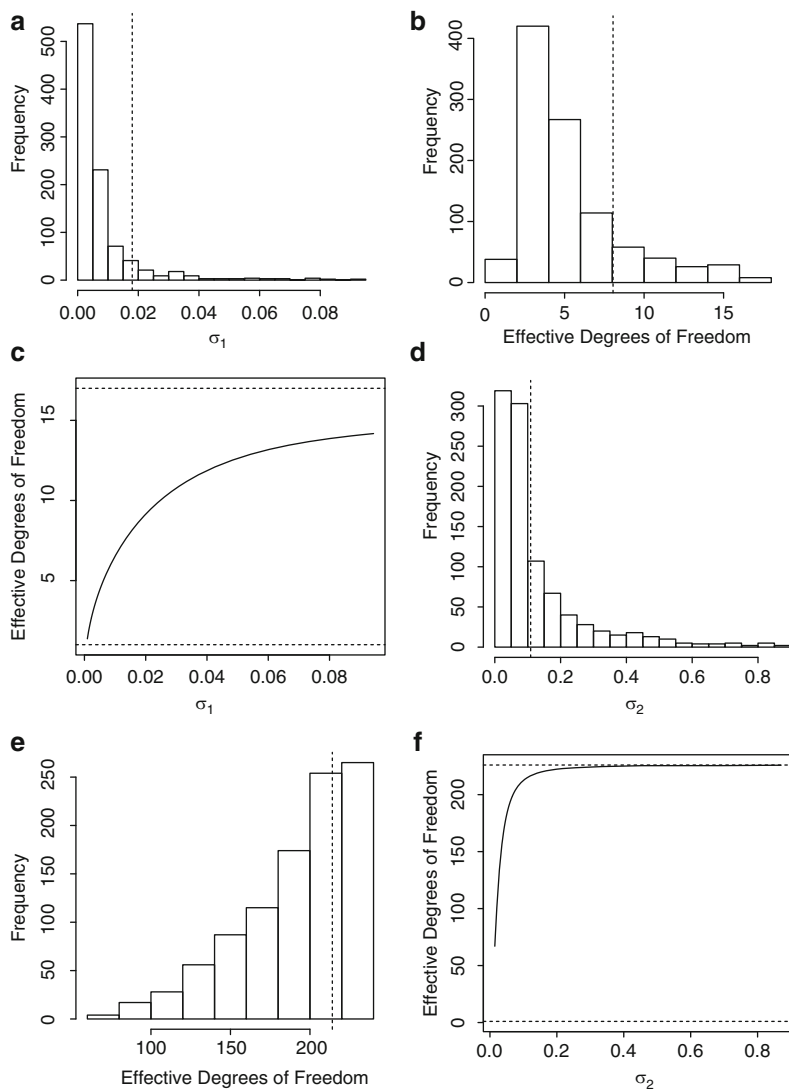 a
Frequency
0 100 200 300 400 500
0.00 0.02 0.04 0.06 0.08
σ1
b
Frequency
0 100 200 300 400
0 5 10 15
Effective Degrees of Freedom
c
Effective Degrees of Freedom
5 10 15
0.00 0.02 0.04 0.06 0.08
σ1
d
Frequency
0 50 100 150 200 250 300
0.0 0.2 0.4 0.6 0.8
σ2
e
Frequency
0 50 100 150 200 250
100 150 200
Effective Degrees of Freedom
f
Effective Degrees of Freedom
0 50 100 150 200
0.0 0.2 0.4 0.6 0.8
σ2